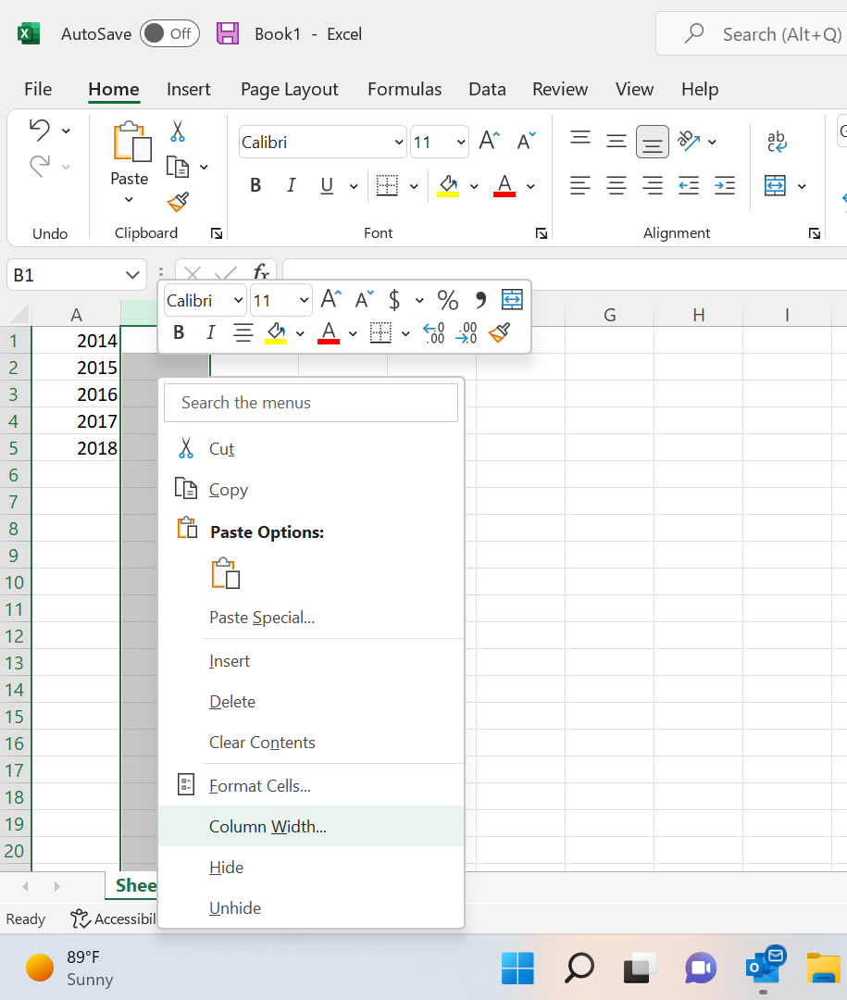 AutoSave Off Book1 - Excel Search (Alt+Q)
File Home Insert Page Layout Formulas Data Review View Help
Calibri 11
Paste
B I U A
ab
c
Undo Clipboard Font Alignment
B1 fx
Calibri 11 $ % ,
B I A .00 .00
A G H I
1 2014
2 2015
3 2016
4 2017
5 2018
6
7
8
9
10
11
12
13
14
15
16
17
18
19
20
Search the menus
Cut
Copy
Paste Options:
Paste Special...
Insert
Delete
Clear Contents
Format Cells...
Column Width...
Hide
Unhide
Shee
Ready Accessibil
89°F
Sunny